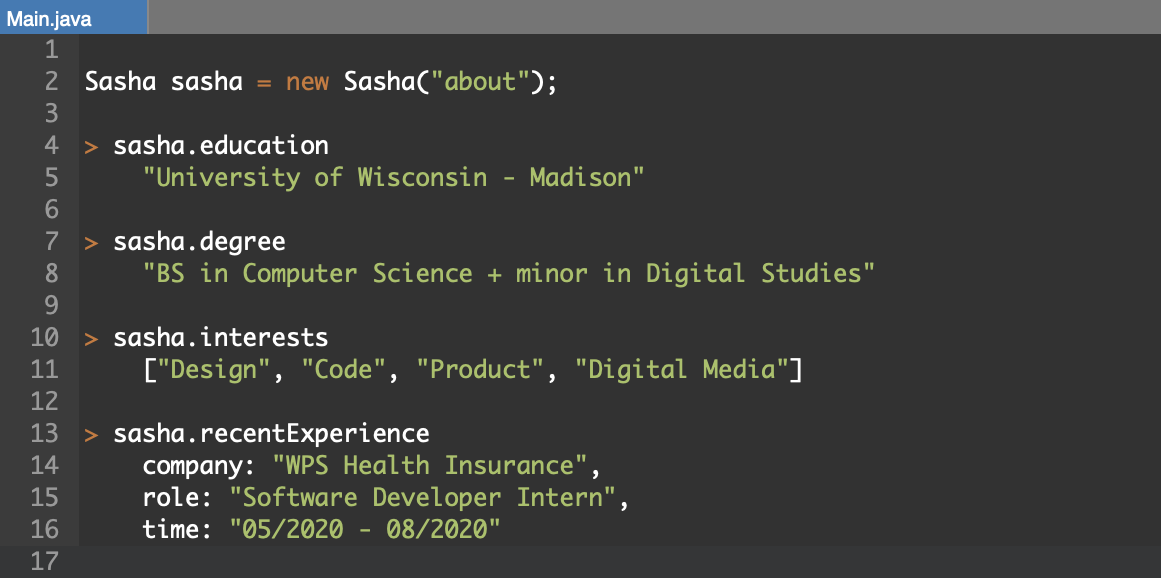 Main.java
1
2 Sasha sasha = new Sasha("about");
3
4 > sasha.education
5 "University of Wisconsin - Madison"
6
7 > sasha.degree
8 "BS in Computer Science + minor in Digital Studies"
9
10 > sasha.interests
11 ["Design", "Code", "Product", "Digital Media"]
12
13 > sasha.recentExperience
14 company: "WPS Health Insurance",
15 role: "Software Developer Intern",
16 time: "05/2020 - 08/2020"
17